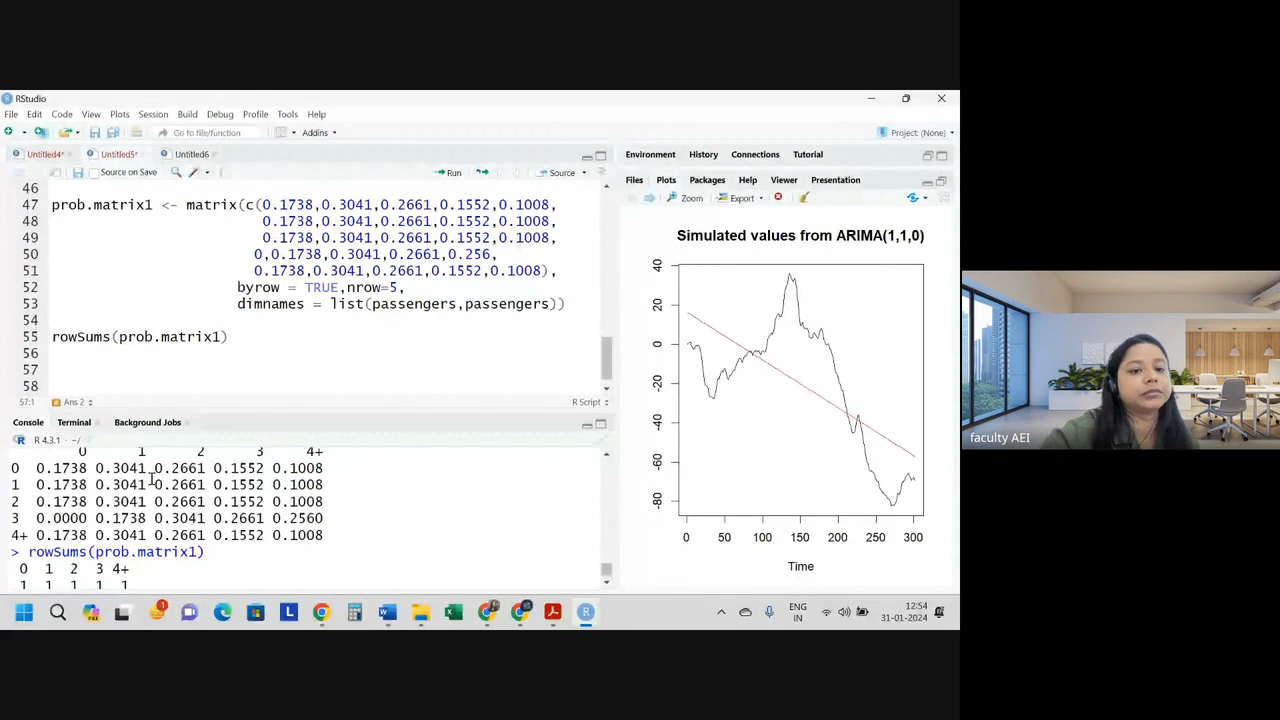 RStudio
File Edit Code View Plots Session Build Debug Profile Tools Help
Go to file/function
Addins
Project: (None)
Untitled4*
Untitled5*
Untitled6
Source on Save
Run
Source
46
47 prob.matrix1 <- matrix(c(0.1738,0.3041,0.2661,0.1552,0.1008,
48 0.1738,0.3041,0.2661,0.1552,0.1008,
49 0.1738,0.3041,0.2661,0.1552,0.1008,
50 0,0.1738,0.3041,0.2661,0.256,
51 0.1738,0.3041,0.2661,0.1552,0.1008),
52 byrow = TRUE,nrow=5,
53 dimnames = list(passengers,passengers))
54
55 rowSums(prob.matrix1)
56
57
58
57:1
Ans 2
R Script
Console Terminal Background Jobs
R 4.3.1 · ~/
0 1 2 3 4+
0 0.1738 0.3041 0.2661 0.1552 0.1008
1 0.1738 0.3041 0.2661 0.1552 0.1008
2 0.1738 0.3041 0.2661 0.1552 0.1008
3 0.0000 0.1738 0.3041 0.2661 0.2560
4+ 0.1738 0.3041 0.2661 0.1552 0.1008
> rowSums(prob.matrix1)
0 1 2 3 4+
1 1 1 1 1
Environment History Connections Tutorial
Files Plots Packages Help Viewer Presentation
Zoom
Export
Simulated values from ARIMA(1,1,0)
40
20
0
-20
-40
-60
-80
0 50 100 150 200 250 300
Time
faculty AEI
ENG
IN
12:54
31-01-2024